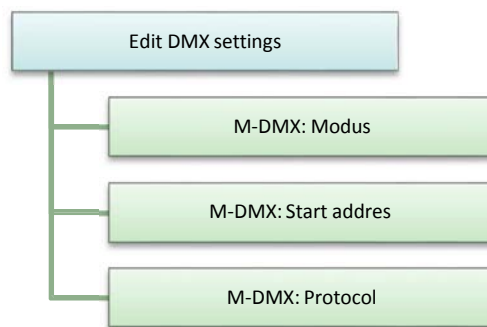 Edit DMX settings
M-DMX: Modus
M-DMX: Start addres
M-DMX: Protocol